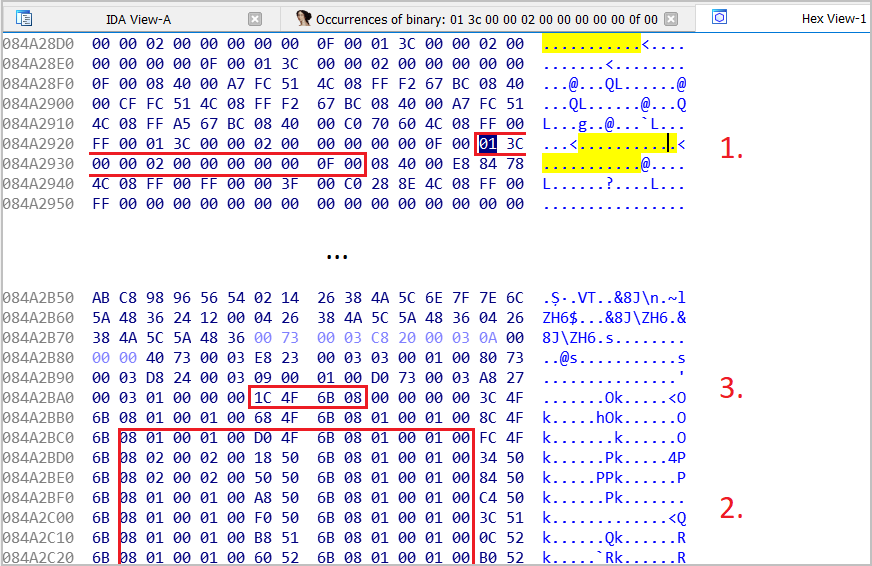 IDA View-A Occurrences of binary: 01 3c 00 00 02 00 00 00 00 00 0f 00 Hex View-1
084A28D0 00 00 02 00 00 00 00 00 0F 00 01 3C 00 00 02 00 ...........<....
084A28E0 00 00 00 00 0F 00 01 3C 00 00 02 00 00 00 00 00 .......<........
084A28F0 0F 00 08 40 00 A7 FC 51 4C 08 FF F2 67 BC 08 40 ...@...QL......@
084A2900 00 CF FC 51 4C 08 FF F2 67 BC 08 40 00 A7 FC 51 ...QL......@...Q
084A2910 4C 08 FF A5 67 BC 08 40 00 C0 70 60 4C 08 FF 00 L...g..@...`L...
084A2920 FF 00 01 3C 00 00 02 00 00 00 00 00 0F 00 01 3C ...<...........<
1.
084A2930 00 00 02 00 00 00 00 00 0F 00 08 40 00 E8 84 78 ...........@....
084A2940 4C 08 FF 00 FF 00 00 3F 00 C0 28 8E 4C 08 FF 00 L......?....L...
084A2950 FF 00 00 00 00 00 00 00 00 00 00 00 00 00 00 00 ................
...
084A2B50 AB C8 98 96 56 54 02 14 26 38 4A 5C 6E 7F 7E 6C .Ș·.VT..&8J\n.~l
084A2B60 5A 48 36 24 12 00 04 26 38 4A 5C 5A 48 36 04 26 ZH6$...&8J\ZH6.&
084A2B70 38 4A 5C 5A 48 36 00 73 00 03 C8 20 00 03 0A 00 8J\ZH6.s........
084A2B80 00 00 40 73 00 03 E8 23 00 03 03 00 01 00 80 73 ..@s...........s
084A2B90 00 03 D8 24 00 03 09 00 01 00 D0 73 00 03 A8 27 ...............'
084A2BA0 00 03 01 00 00 00 1C 4F 6B 08 00 00 00 00 3C 4F .......Ok.....<O
3.
084A2BB0 6B 08 01 00 01 00 68 4F 6B 08 01 00 01 00 8C 4F k.....hOk......O
084A2BC0 6B 08 01 00 01 00 D0 4F 6B 08 01 00 01 00 FC 4F k.......k......O
084A2BD0 6B 08 02 00 02 00 18 50 6B 08 01 00 01 00 34 50 k......Pk.....4P
084A2BE0 6B 08 02 00 02 00 50 50 6B 08 01 00 01 00 84 50 k.....PPk......P
084A2BF0 6B 08 01 00 01 00 A8 50 6B 08 01 00 01 00 C4 50 k......Pk.......
084A2C00 6B 08 01 00 01 00 F0 50 6B 08 01 00 01 00 3C 51 k.............<Q
2.
084A2C10 6B 08 01 00 01 00 B8 51 6B 08 01 00 01 00 0C 52 k......Qk......R
084A2C20 6B 08 01 00 01 00 60 52 6B 08 01 00 01 00 B0 52 k.....`Rk......R